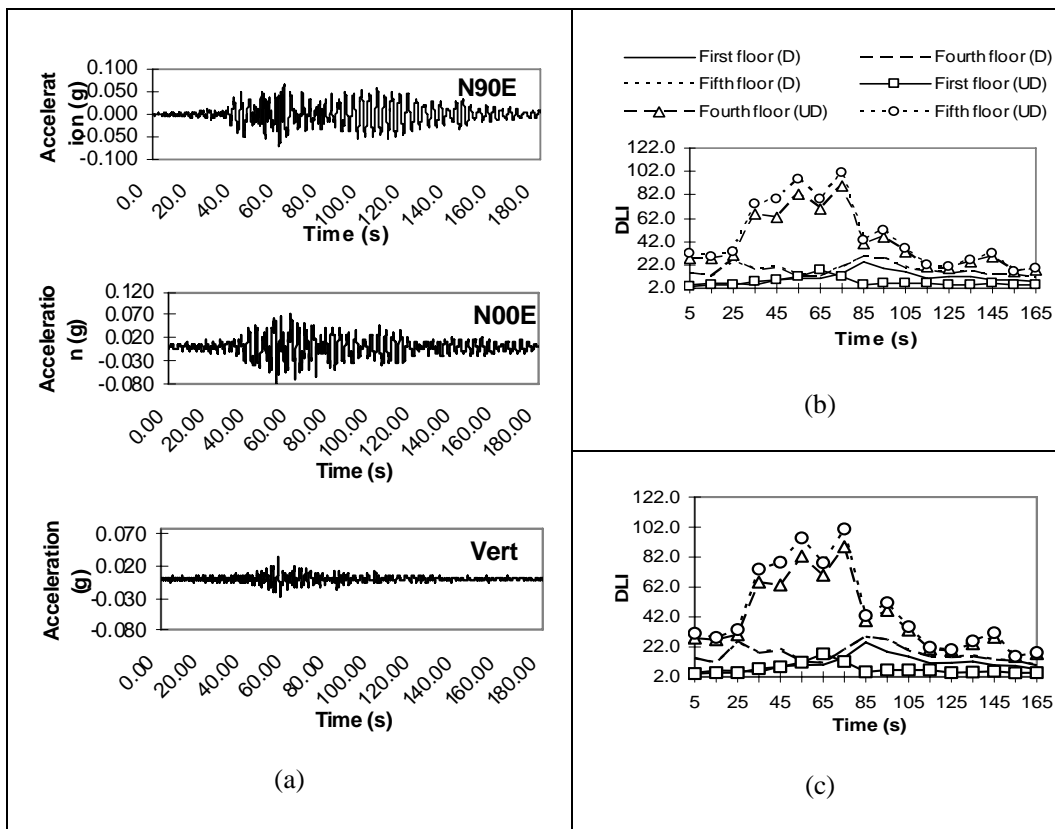 0.100
0.050
0.000
-0.050
-0.100
Accelerat
ion (g)
N90E
0.0
20.0
40.0
60.0
80.0
100.0
120.0
140.0
160.0
180.0
Time (s)
0.120
0.070
0.020
-0.030
-0.080
Acceleratio
n (g)
N00E
0.00
20.00
40.00
60.00
80.00
100.00
120.00
140.00
160.00
180.00
Time (s)
0.070
0.020
-0.030
-0.080
Acceleration
(g)
Vert
0.00
20.00
40.00
60.00
80.00
100.00
120.00
140.00
160.00
180.00
Time (s)
(a)
First floor (D)
Fourth floor (D)
Fifth floor (D)
First floor (UD)
Fourth floor (UD)
Fifth floor (UD)
122.0
102.0
82.0
62.0
42.0
22.0
2.0
DLI
5 25 45 65 85 105 125 145 165
Time (s)
(b)
122.0
102.0
82.0
62.0
42.0
22.0
2.0
DLI
5 25 45 65 85 105 125 145 165
Time (s)
(c)